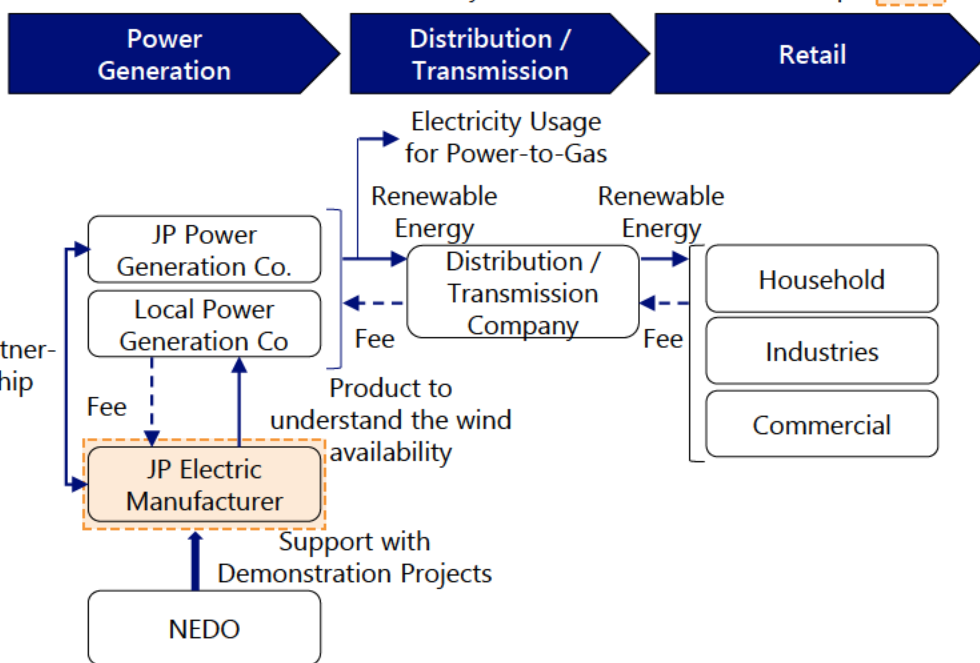 Power
Generation
Distribution /
Transmission
Retail
Electricity Usage
for Power-to-Gas
Renewable
Energy
Renewable
Energy
JP Power
Generation Co.
Distribution /
Transmission
Company
Household
Local Power
Generation Co
Fee
Fee
Industries
tner-
hip
Fee
Product to
understand the wind
availability
Commercial
JP Electric
Manufacturer
Support with
Demonstration Projects
NEDO